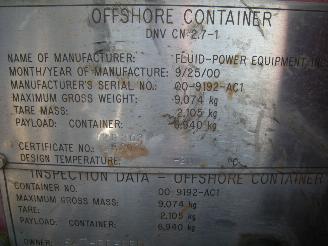 OFFSHORE CONTAINER
DNV CN 2.7-1
NAME OF MANUFACTURER: FLUID-POWER EQUIPMENT INC
MONTH/YEAR OF MANUFACTURE: 9/25/00
MANUFACTURER'S SERIAL NO.: 00-9192-AC1
MAXIMUM GROSS WEIGHT: 9,074 kg
TARE MASS: 2,105 kg
PAYLOAD: CONTAINER: 6,940 kg
CERTIFICATE NO.:
DESIGN TEMPERATURE: °C
INSPECTION DATA - OFFSHORE CONTAINER
CONTAINER NO. 00-9192-AC1
MAXIMUM GROSS MASS: 9,074 kg
TARE: 2,105 kg
PAYLOAD: CONTAINER: 6,940 kg
OWNER: